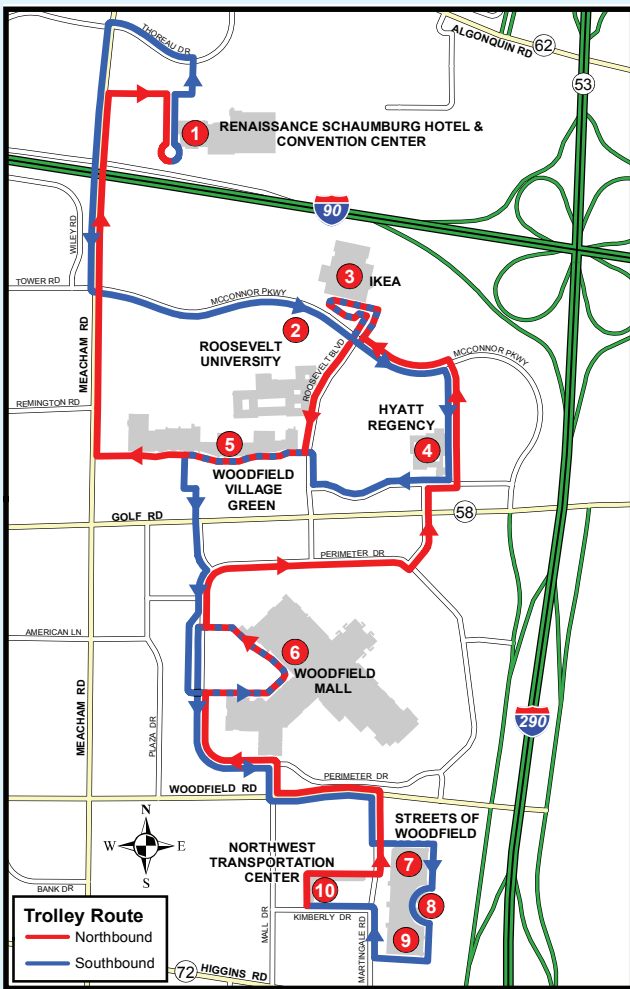 THOREAU DR
ALGONQUIN RD
62
53
1
RENAISSANCE SCHAUMBURG HOTEL &
CONVENTION CENTER
90
WILEY RD
TOWER RD
MCCONNOR PKWY
3
IKEA
2
ROOSEVELT
UNIVERSITY
ROOSEVELT BLVD
MCCONNOR PKWY
MEACHAM RD
REMINGTON RD
HYATT
REGENCY
4
5
WOODFIELD
VILLAGE
GREEN
GOLF RD
58
PERIMETER DR
AMERICAN LN
6
WOODFIELD
MALL
MEACHAM RD
PLAZA DR
290
PERIMETER DR
WOODFIELD RD
N
W
E
S
STREETS OF
WOODFIELD
NORTHWEST
TRANSPORTATION
CENTER
7
10
8
9
BANK DR
MALL DR
KIMBERLY DR
MARTINGALE RD
Trolley Route
Northbound
Southbound
72
HIGGINS RD